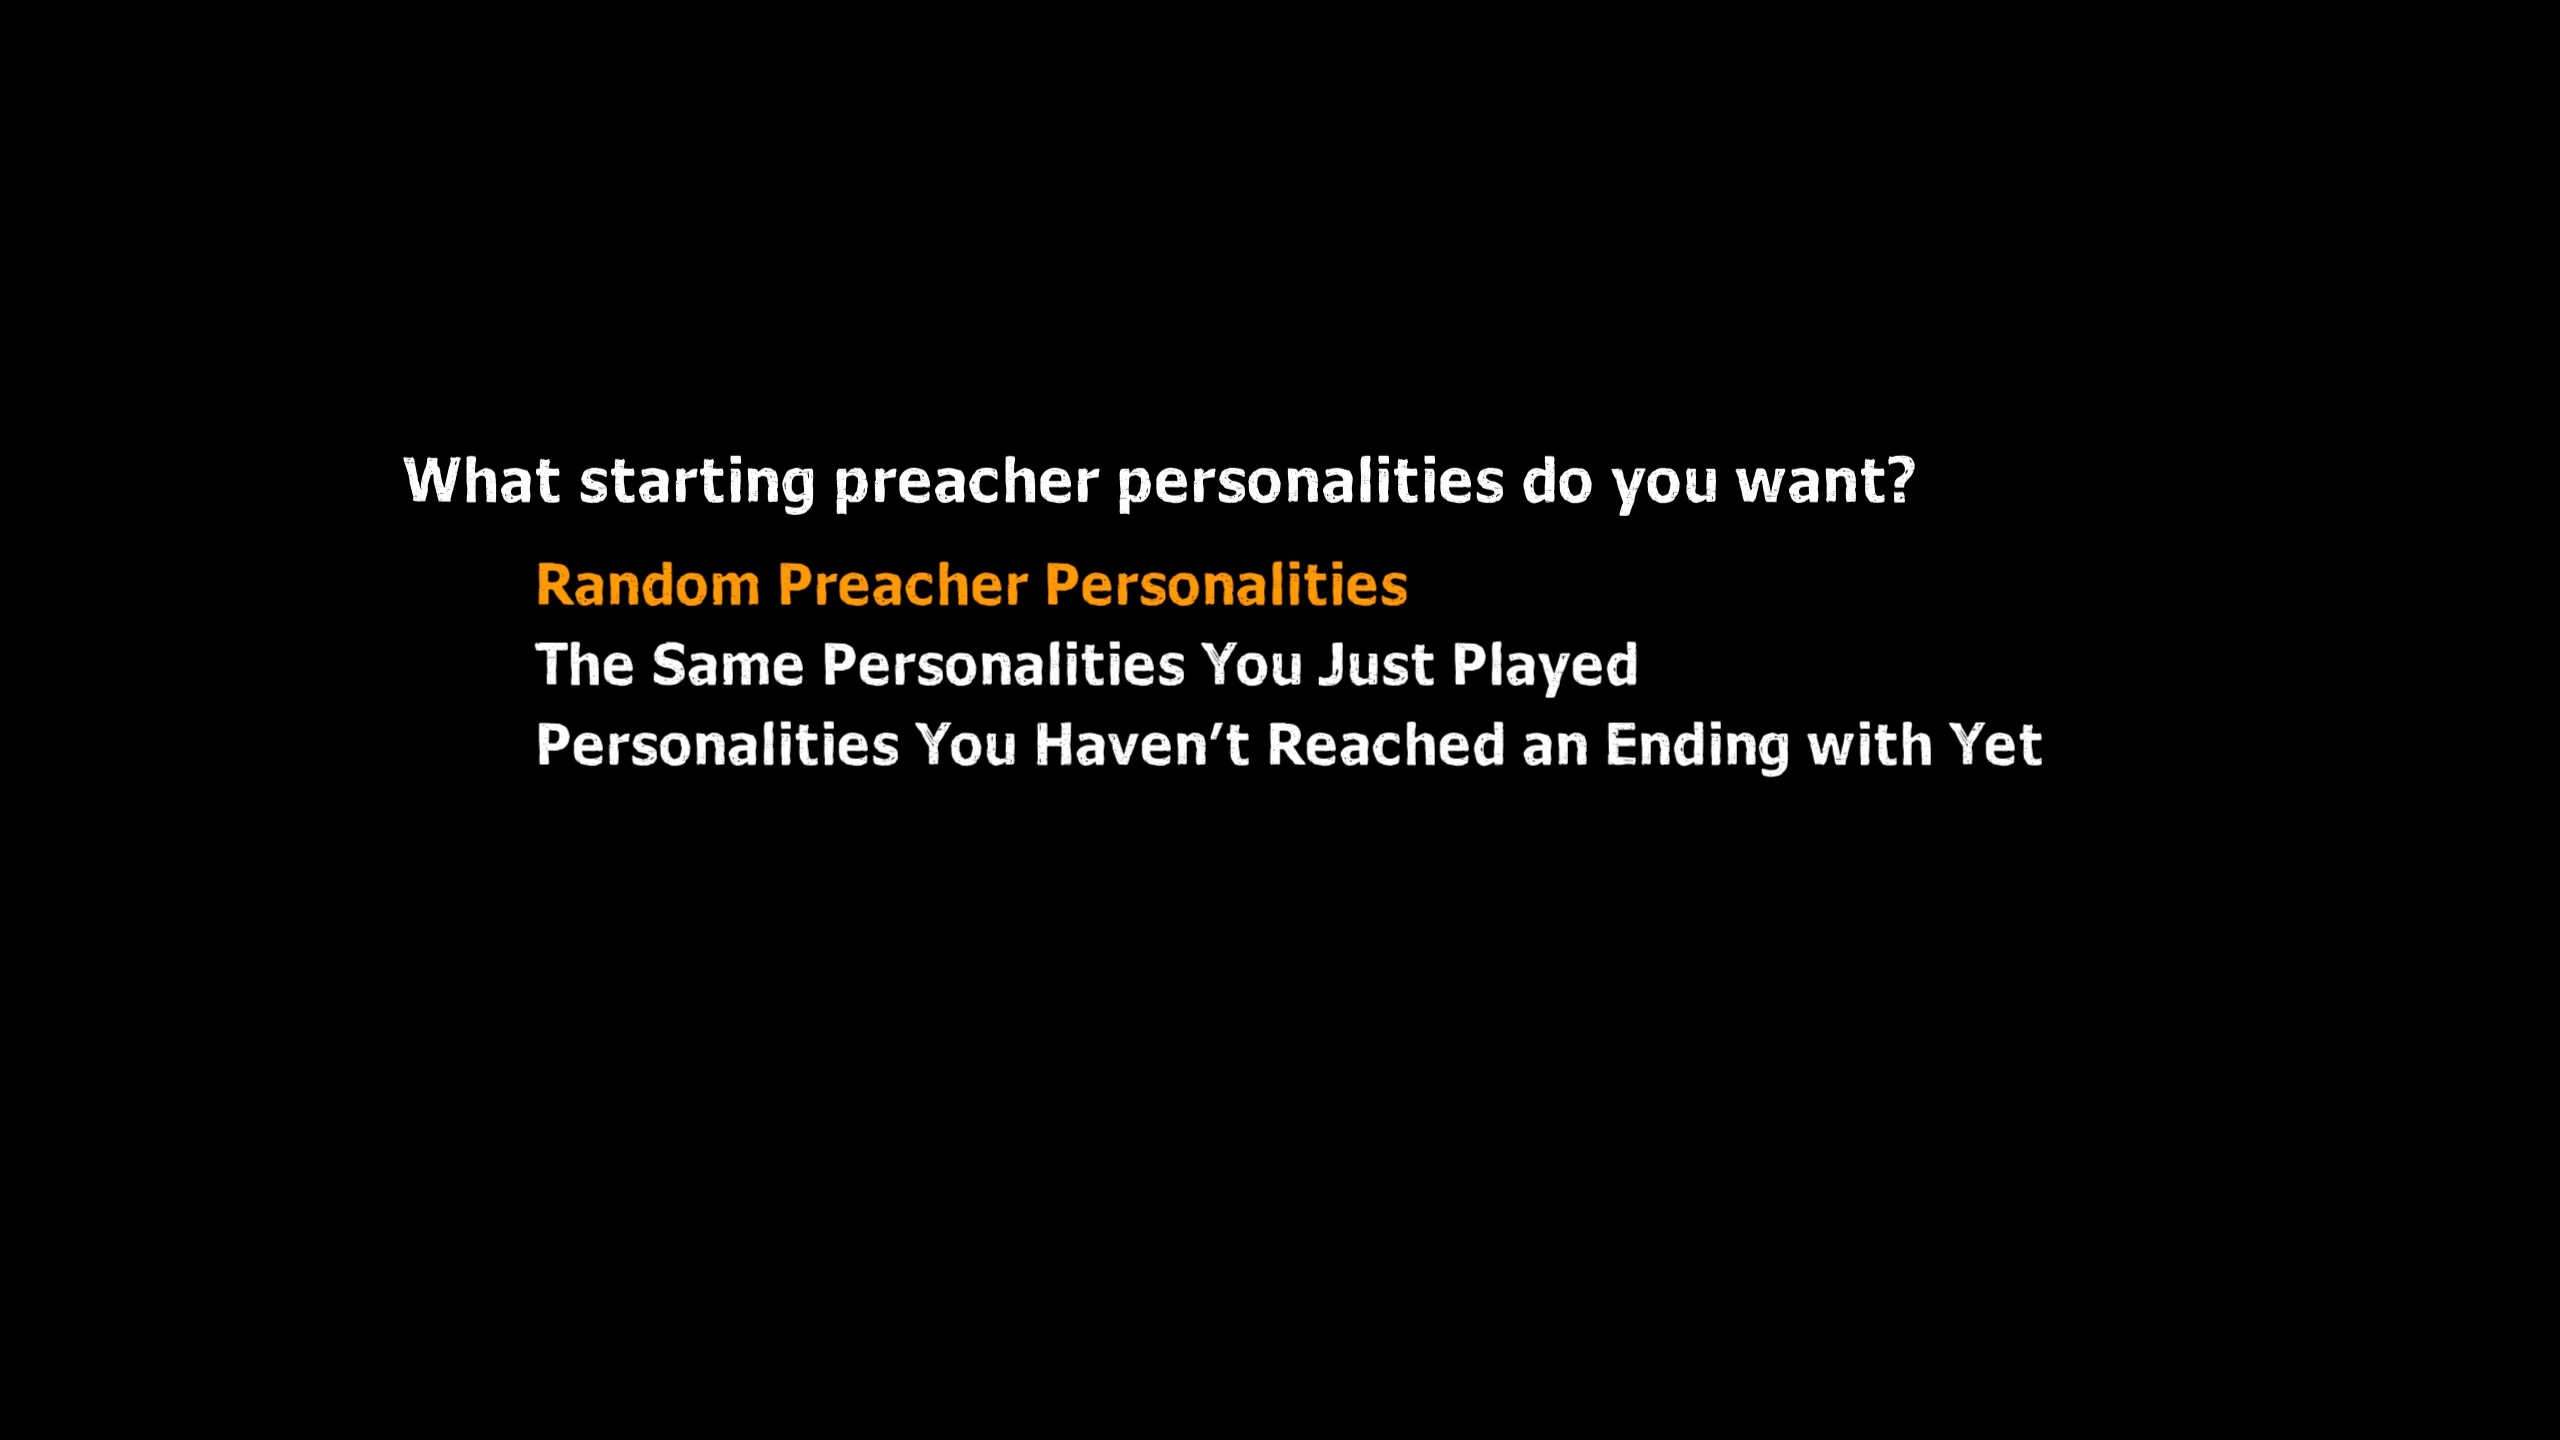 What starting preacher personalities do you want?
Random Preacher Personalities
The Same Personalities You Just Played
Personalities You Haven’t Reached an Ending with Yet